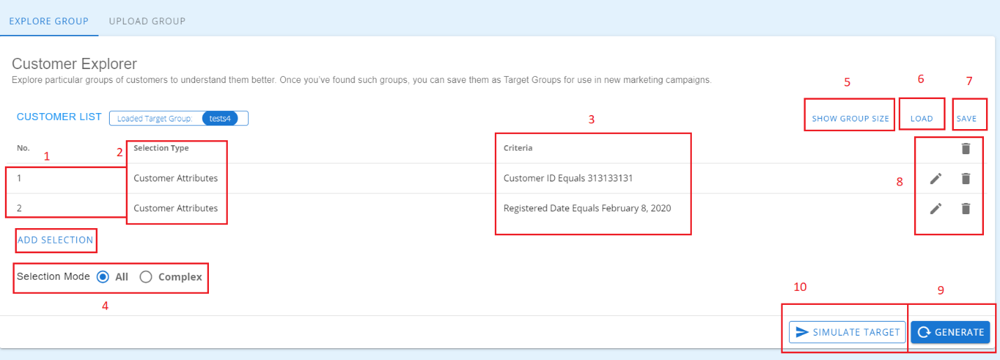 EXPLORE GROUP UPLOAD GROUP
Customer Explorer
Explore particular groups of customers to understand them better. Once you've found such groups, you can save them as Target Groups for use in new marketing campaigns.
5 6 7
CUSTOMER LIST Loaded Target Group: tests4 3 SHOW GROUP SIZE LOAD SAVE
No. 1 2 Selection Type Criteria
1 Customer Attributes Customer ID Equals 313133131 8
2 Customer Attributes Registered Date Equals February 8, 2020
ADD SELECTION
Selection Mode All Complex
4 10 9
SIMULATE TARGET GENERATE